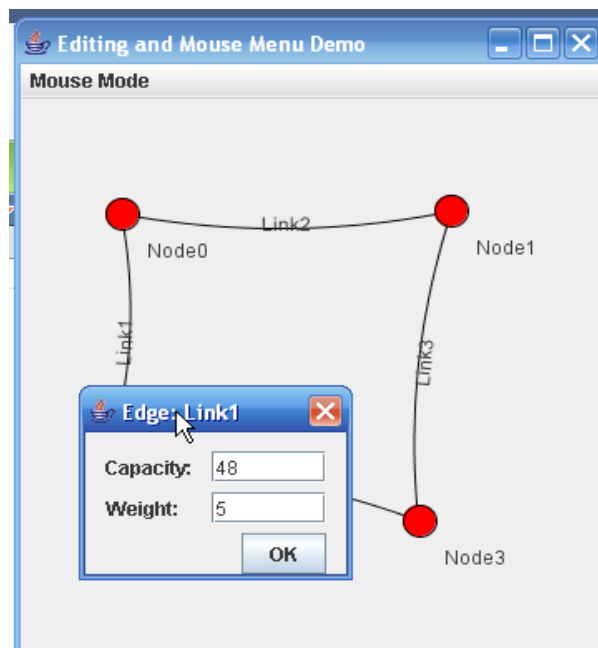 Editing and Mouse Menu Demo
Mouse Mode
Link2
Node0
Node1
Link1
Link3
Edge: Link1
Capacity: 48
Weight: 5
OK
Node3